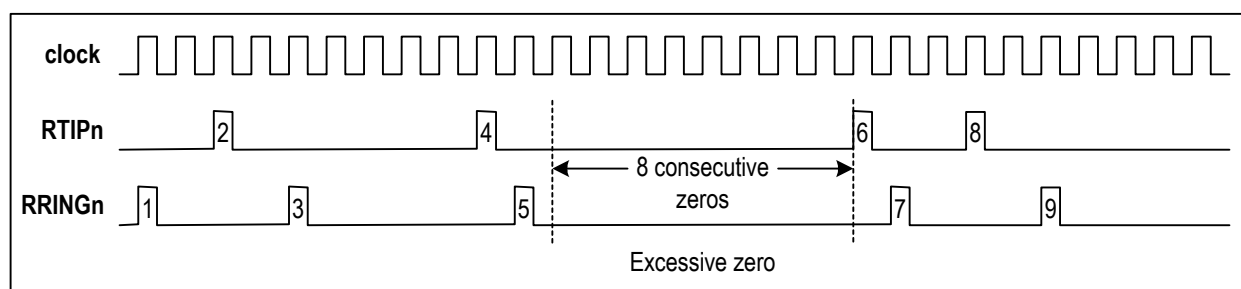 clock
RTIPn
2
4
6
8
8 consecutive
zeros
RRINGn
1
3
5
7
9
Excessive zero